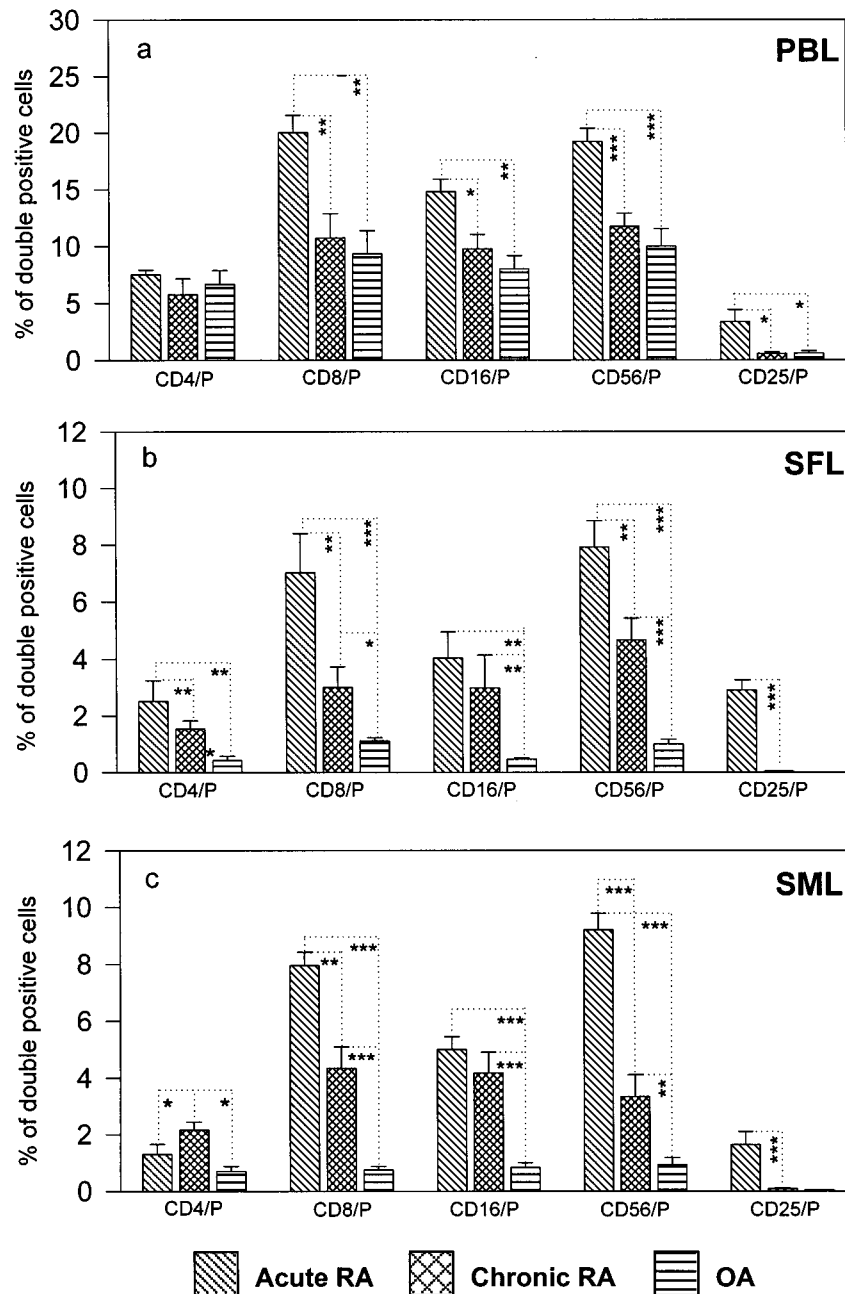 a
PBL
30
25
20
15
10
5
0
% of double positive cells
** **
** *
*** ***
* *
CD4/P CD8/P CD16/P CD56/P CD25/P
b
SFL
12
10
8
6
4
2
0
% of double positive cells
** ** *
** *** *
** **
** *** ***
***
CD4/P CD8/P CD16/P CD56/P CD25/P
c
SML
12
10
8
6
4
2
0
% of double positive cells
* *
** *** ***
*** ***
*** *** **
***
CD4/P CD8/P CD16/P CD56/P CD25/P
Acute RA Chronic RA OA